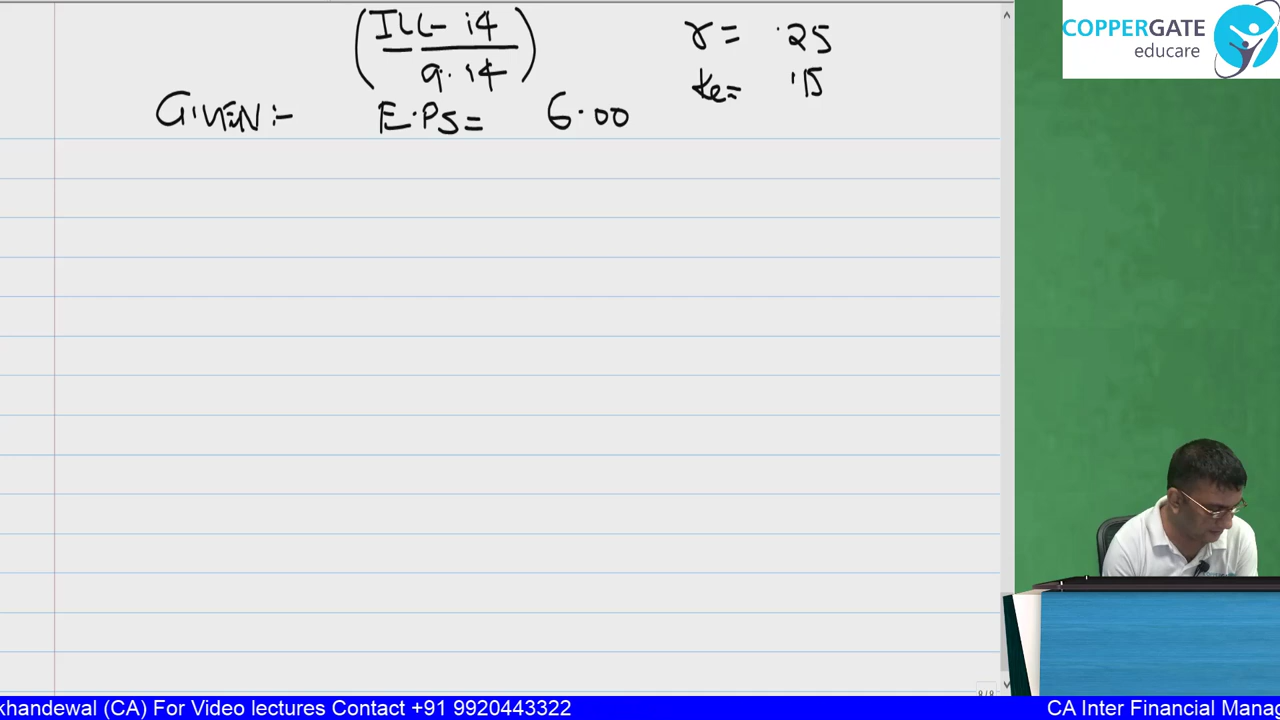 (ILL- 14
9.14)
r = .25
ke= .15
GIVEN:- E.PS= 6.00
COPPERGATE
educare
khandewal (CA) For Video lectures Contact +91 9920443322
CA Inter Financial Manag